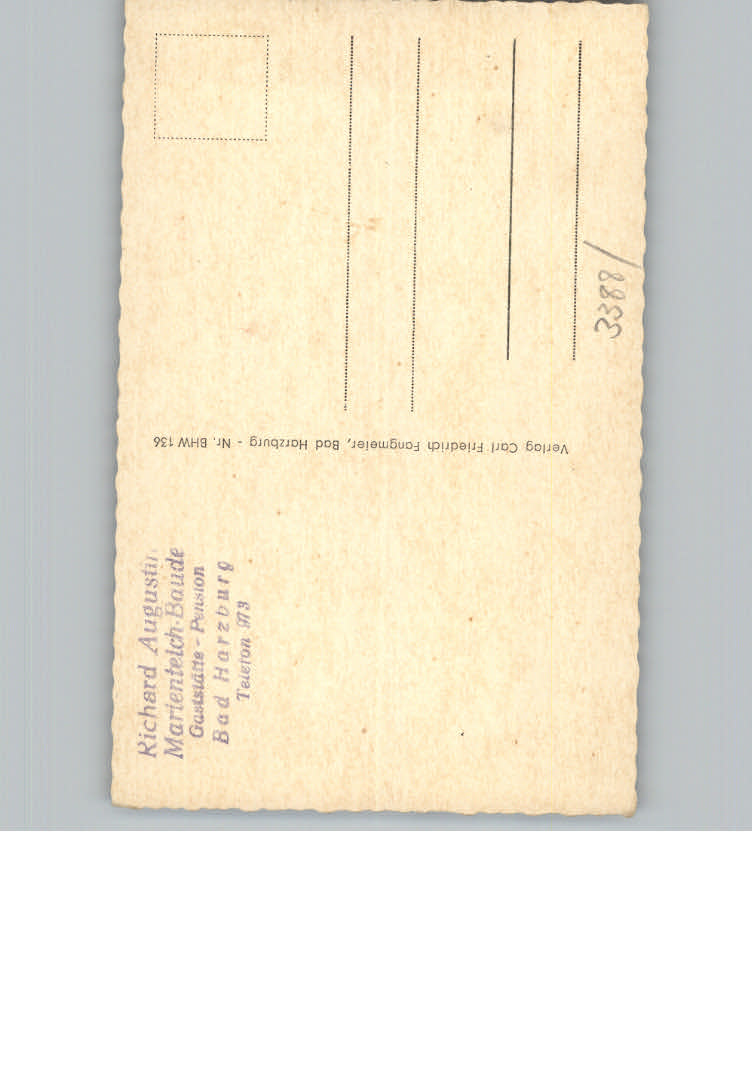 Richard Augustin
Marienteich-Baude
Gaststätte - Pension
Bad Harzburg
Telefon 973
Verlag Carl Friedrich Fangmeier, Bad Harzburg - Nr. BHW 136
3388/